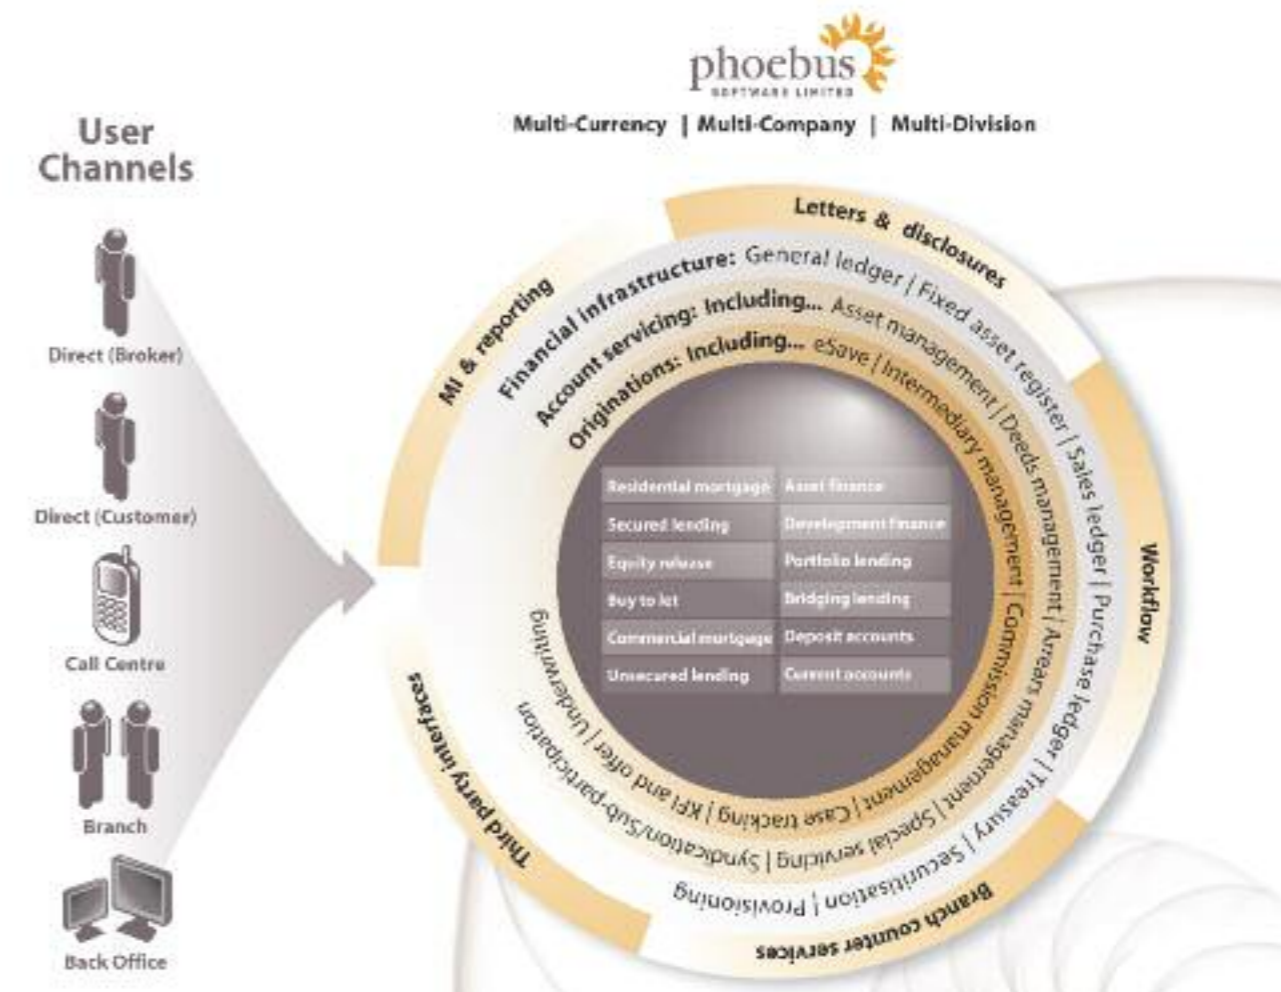 phoebus
SOFTWARE LIMITED
Multi-Currency | Multi-Company | Multi-Division
User
Channels
Direct (Broker)
Direct (Customer)
Call Centre
Branch
Back Office
MI & reporting
Letters & disclosures
Workflow
Branch counter services
Third party interfaces
Financial infrastructure: General ledger | Fixed asset register | Sales ledger | Purchase ledger | Treasury | Securitisation | Provisioning
Account servicing: Including... Asset management | Deeds management | Arrears management | Special servicing | Syndication/Sub-participation
Originations: Including... eSave | Intermediary management | Commission management | Case tracking | KFI and offer | Underwriting
Residential mortgage
Asset finance
Secured lending
Development finance
Equity release
Portfolio lending
Buy to let
Bridging lending
Commercial mortgage
Deposit accounts
Unsecured lending
Current accounts